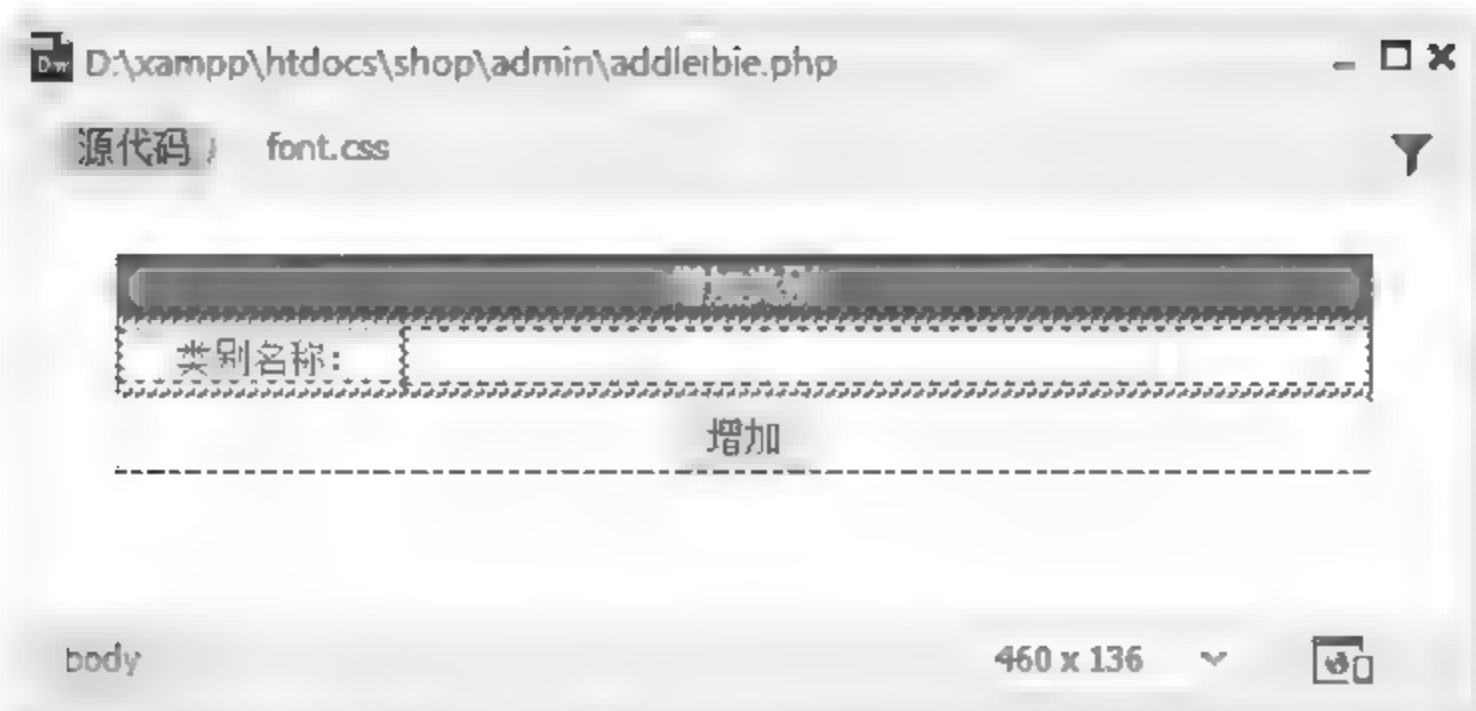 Dw D:\xampp\htdocs\shop\admin\addleibie.php
源代码 font.css
类别名称:
增加
body 460 x 136